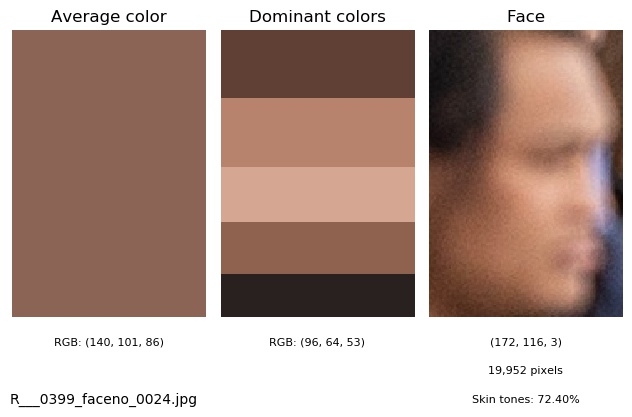 Average color
Dominant colors
Face
RGB: (140, 101, 86)
RGB: (96, 64, 53)
(172, 116, 3)
19,952 pixels
R___0399_faceno_0024.jpg
Skin tones: 72.40%